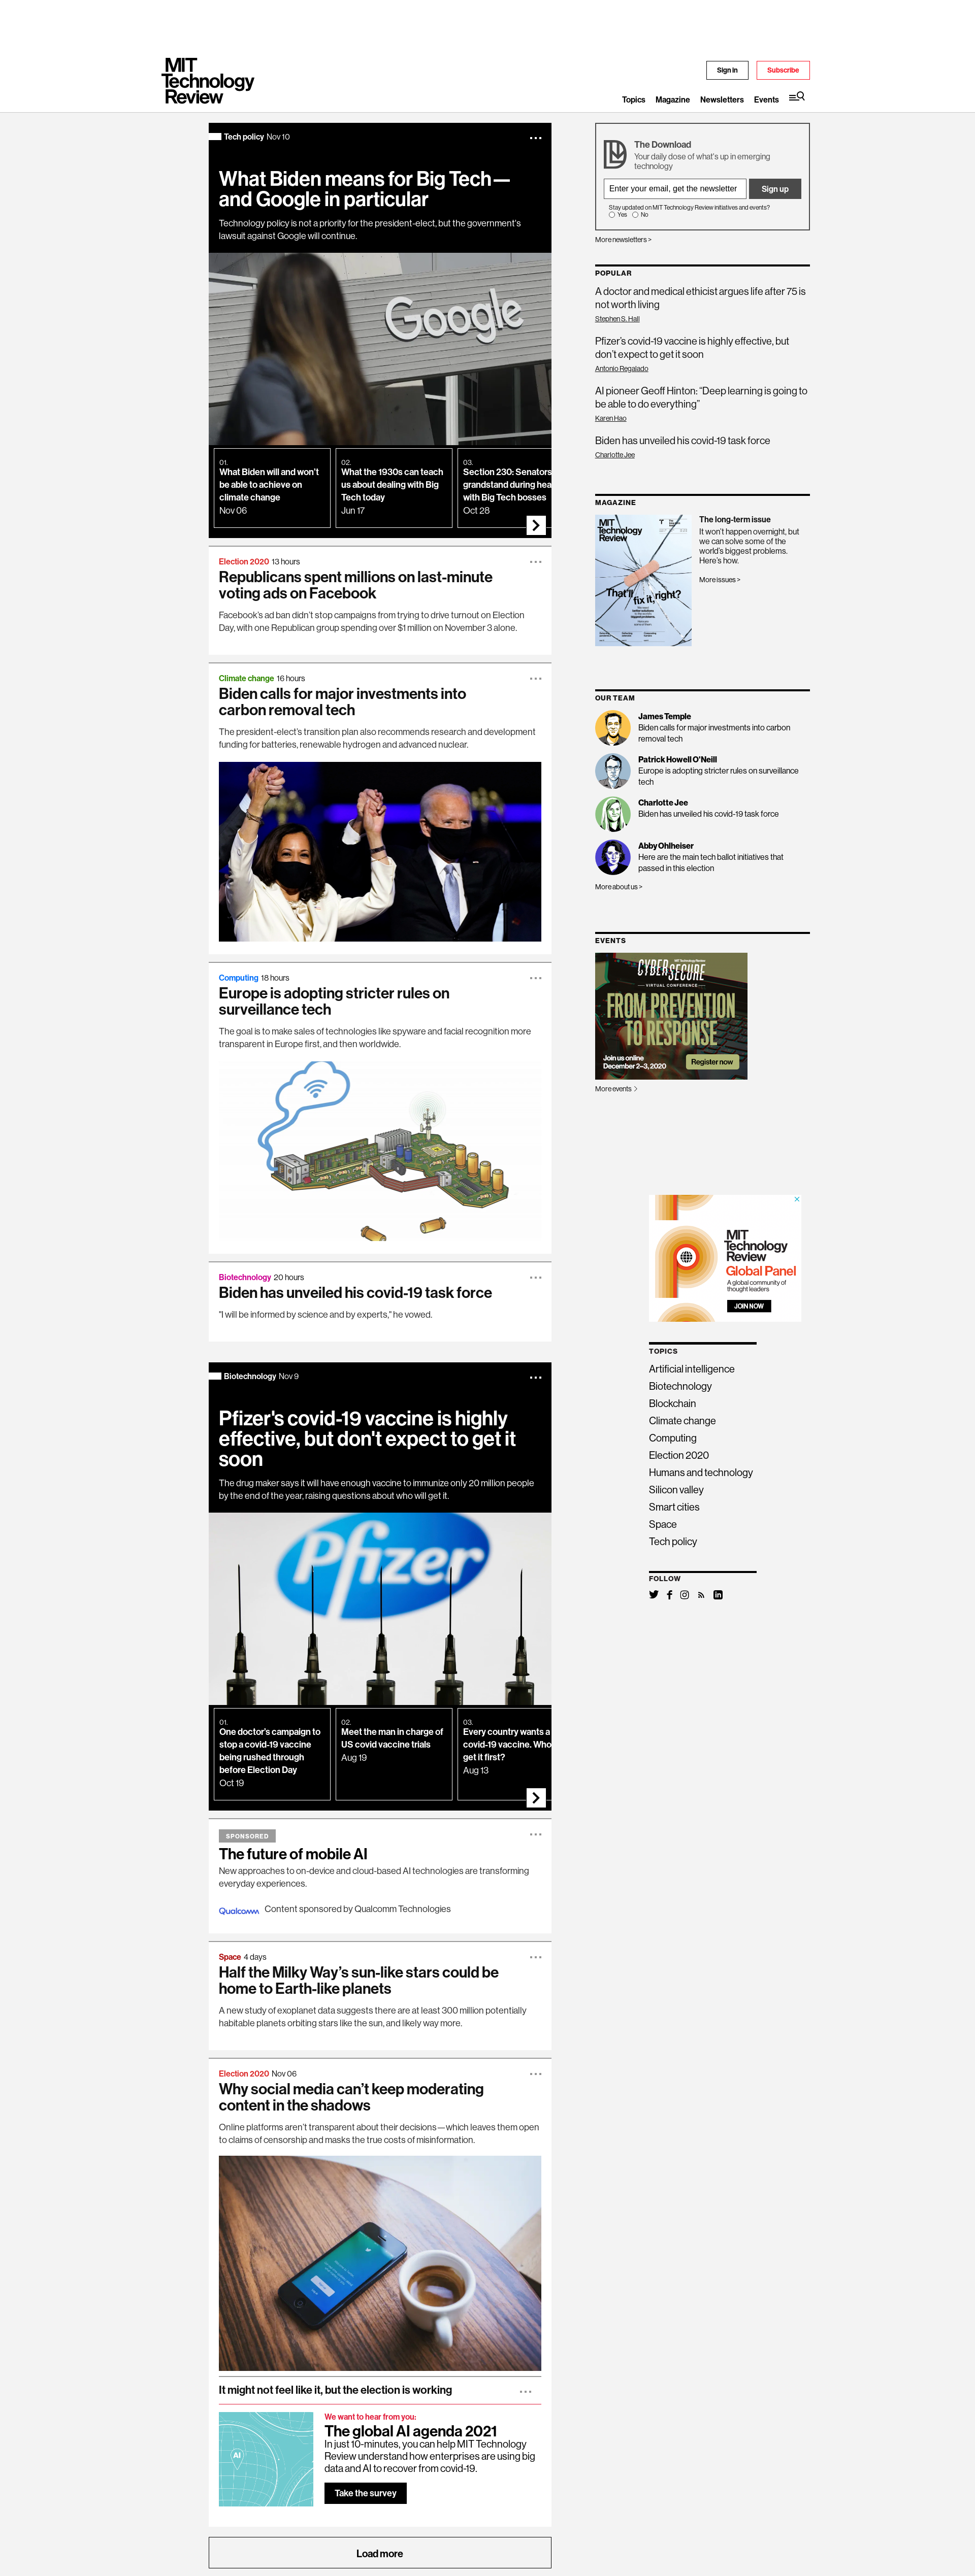 MIT
Technology
Review
Sign in
Subscribe
Topics
Magazine
Newsletters
Events
Tech policy Nov 10
What Biden means for Big Tech—
and Google in particular
Technology policy is not a priority for the president-elect, but the government's
lawsuit against Google will continue.
Google
01.
What Biden will and won't
be able to achieve on
climate change
Nov 06
02.
What the 1930s can teach
us about dealing with Big
Tech today
Jun 17
03.
Section 230: Senators
grandstand during hea
with Big Tech bosses
Oct 28
Election 2020 13 hours
Republicans spent millions on last-minute
voting ads on Facebook
Facebook's ad ban didn't stop campaigns from trying to drive turnout on Election
Day, with one Republican group spending over $1 million on November 3 alone.
Climate change 16 hours
Biden calls for major investments into
carbon removal tech
The president-elect's transition plan also recommends research and development
funding for batteries, renewable hydrogen and advanced nuclear.
Computing 18 hours
Europe is adopting stricter rules on
surveillance tech
The goal is to make sales of technologies like spyware and facial recognition more
transparent in Europe first, and then worldwide.
Biotechnology 20 hours
Biden has unveiled his covid-19 task force
"I will be informed by science and by experts," he vowed.
Biotechnology Nov 9
Pfizer's covid-19 vaccine is highly
effective, but don't expect to get it
soon
The drug maker says it will have enough vaccine to immunize only 20 million people
by the end of the year, raising questions about who will get it.
Pfizer
01.
One doctor's campaign to
stop a covid-19 vaccine
being rushed through
before Election Day
Oct 19
02.
Meet the man in charge of
US covid vaccine trials
Aug 19
03.
Every country wants a
covid-19 vaccine. Who
get it first?
Aug 13
SPONSORED
The future of mobile AI
New approaches to on-device and cloud-based AI technologies are transforming
everyday experiences.
Qualcomm Content sponsored by Qualcomm Technologies
Space 4 days
Half the Milky Way's sun-like stars could be
home to Earth-like planets
A new study of exoplanet data suggests there are at least 300 million potentially
habitable planets orbiting stars like the sun, and likely way more.
Election 2020 Nov 06
Why social media can't keep moderating
content in the shadows
Online platforms aren't transparent about their decisions—which leaves them open
to claims of censorship and masks the true costs of misinformation.
It might not feel like it, but the election is working
AI
We want to hear from you:
The global AI agenda 2021
In just 10-minutes, you can help MIT Technology
Review understand how enterprises are using big
data and AI to recover from covid-19.
Take the survey
Load more
The Download
Your daily dose of what's up in emerging
technology
Enter your email, get the newsletter
Sign up
Stay updated on MIT Technology Review initiatives and events?
Yes No
More newsletters >
POPULAR
A doctor and medical ethicist argues life after 75 is
not worth living
Stephen S. Hall
Pfizer's covid-19 vaccine is highly effective, but
don't expect to get it soon
Antonio Regalado
AI pioneer Geoff Hinton: "Deep learning is going to
be able to do everything"
Karen Hao
Biden has unveiled his covid-19 task force
Charlotte Jee
MAGAZINE
MIT
Technology
Review
That'll fix it, right?
The long-term issue
It won't happen overnight, but
we can solve some of the
world's biggest problems.
Here's how.
More issues >
OUR TEAM
James Temple
Biden calls for major investments into carbon
removal tech
Patrick Howell O'Neill
Europe is adopting stricter rules on surveillance
tech
Charlotte Jee
Biden has unveiled his covid-19 task force
Abby Ohlheiser
Here are the main tech ballot initiatives that
passed in this election
More about us >
EVENTS
MIT Technology Review
CYBER SECURE
VIRTUAL CONFERENCE
FROM PREVENTION
TO RESPONSE
Join us online
December 2–3, 2020
Register now
More events >
MIT
Technology
Review
Global Panel
A global community of
thought leaders
JOIN NOW
TOPICS
Artificial intelligence
Biotechnology
Blockchain
Climate change
Computing
Election 2020
Humans and technology
Silicon valley
Smart cities
Space
Tech policy
FOLLOW